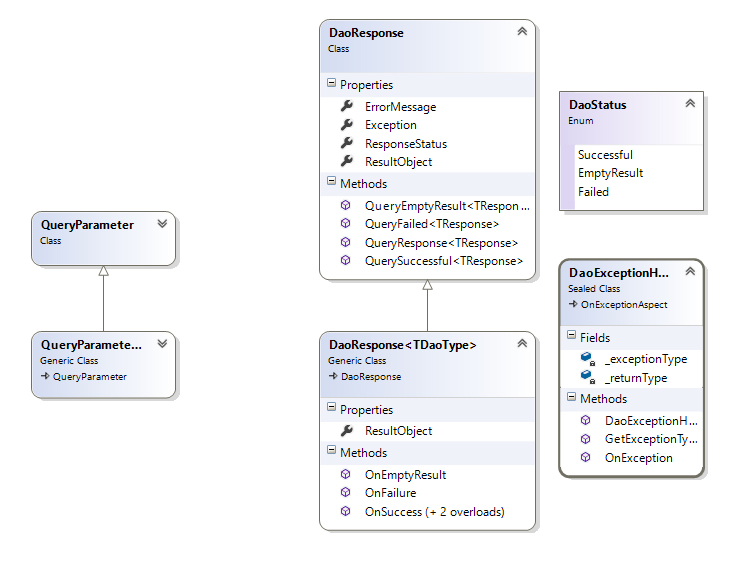 QueryParameter
Class
QueryParamete...
Generic Class
QueryParameter
DaoResponse
Class
Properties
ErrorMessage
Exception
ResponseStatus
ResultObject
Methods
QueryEmptyResult<TRespon...
QueryFailed<TResponse>
QueryResponse<TResponse>
QuerySuccessful<TResponse>
DaoResponse<TDaoType>
Generic Class
DaoResponse
Properties
ResultObject
Methods
OnEmptyResult
OnFailure
OnSuccess (+ 2 overloads)
DaoStatus
Enum
Successful
EmptyResult
Failed
DaoExceptionH...
Sealed Class
OnExceptionAspect
Fields
_exceptionType
_returnType
Methods
DaoExceptionH...
GetExceptionTy...
OnException